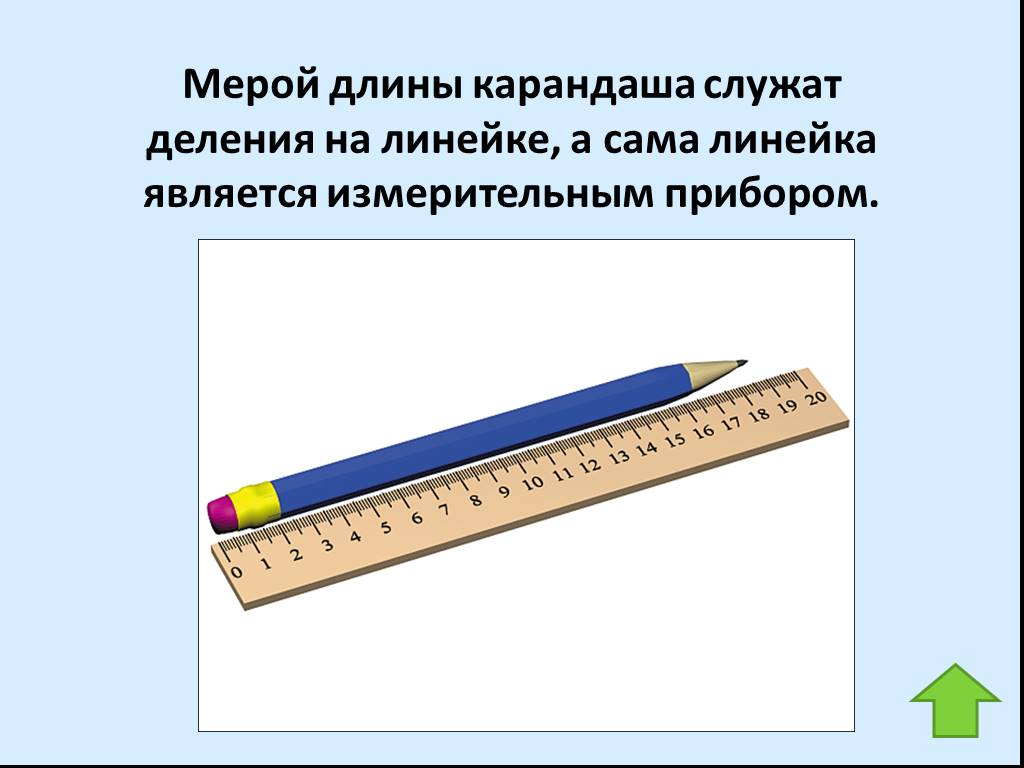 Мерой длины карандаша служат
деления на линейке, а сама линейка
является измерительным прибором.
0 1 2 3 4 5 6 7 8 9 10 11 12 13 14 15 16 17 18 19 20